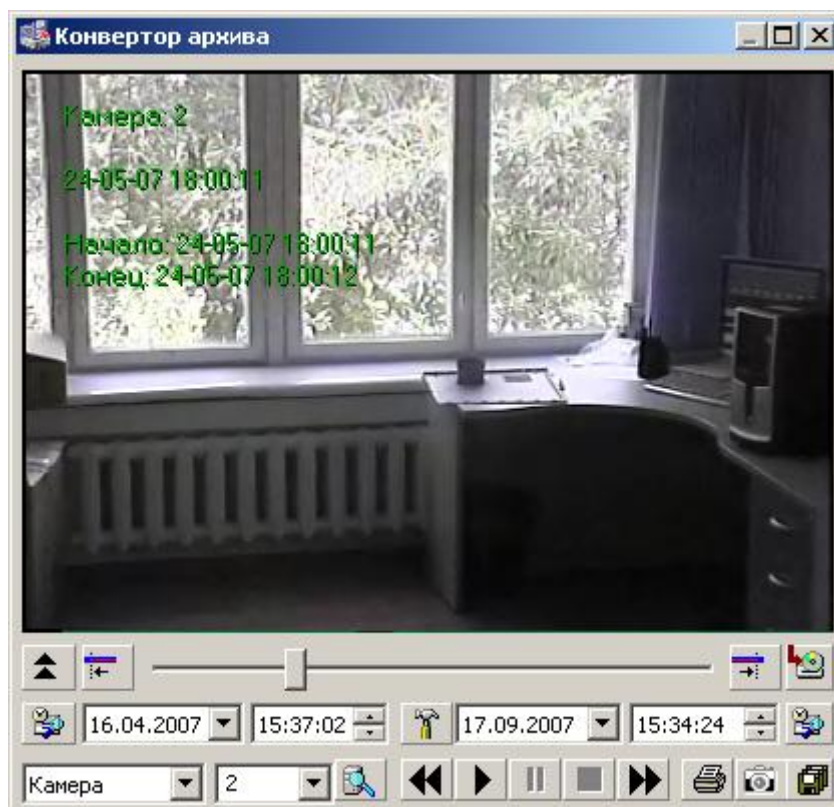 Конвертор архива
Камера: 2
24-05-07 18:00:11
Начало: 24-05-07 18:00:11
Конец: 24-05-07 18:00:12
16.04.2007 15:37:02 17.09.2007 15:34:24
Камера 2